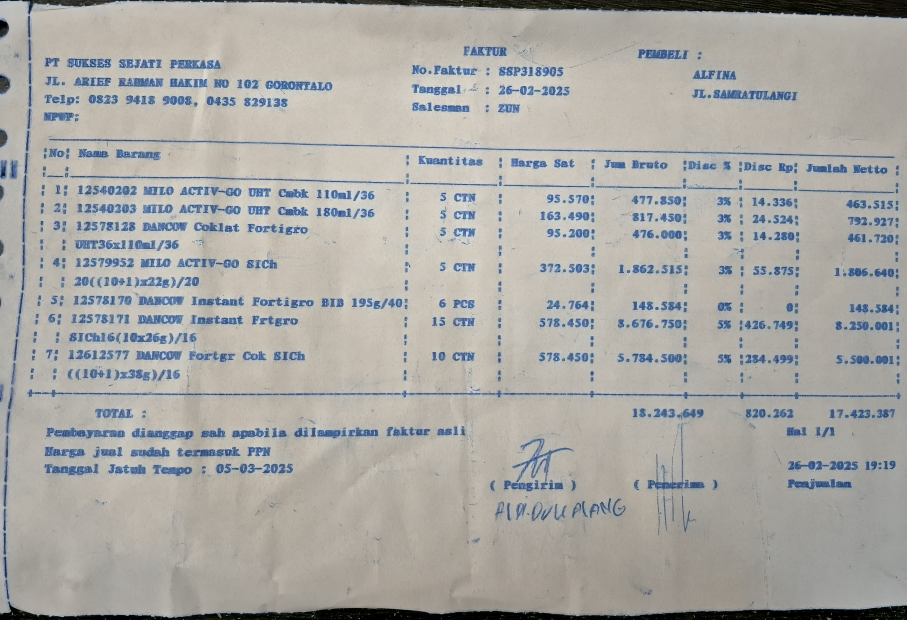 PT SUKSES SEJATI PERKASA
JL. ARIEF RAHMAN HAKIM NO 102 GORONTALO
Telp: 0823 9418 9008, 0435 829138
NPWP:
FAKTUR
No.Faktur : SSP318905
Tanggal : 26-02-2025
Salesman : ZUN
PEMBELI :
ALFINA
JL.SAMRATULANGI
No Nama Barang Kuantitas Harga Sat Jum Bruto Disc % Disc Rp Jumlah Netto
1 12540202 MILO ACTIV-GO UHT Cmbk 110ml/36 5 CTN 95.570 477.850 3% 14.336 463.515
2 12540203 MILO ACTIV-GO UHT Cmbk 180ml/36 5 CTN 163.490 817.450 3% 24.524 792.927
3 12578128 DANCOW Coklat Fortigro 5 CTN 95.200 476.000 3% 14.280 461.720
UHT36x110ml/36
4 12579952 MILO ACTIV-GO SICh 5 CTN 372.503 1.862.515 3% 55.875 1.806.640
20((10+1)x22g)/20
5 12578170 DANCOW Instant Fortigro BIB 195g/40 6 PCS 24.764 148.584 0% 0 148.584
6 12578171 DANCOW Instant Frtgro 15 CTN 578.450 8.676.750 5% 426.749 8.250.001
SICh16(10x26g)/16
7 12612577 DANCOW Fortgr Cok SICh 10 CTN 578.450 5.784.500 5% 284.499 5.500.001
((10+1)x38g)/16
TOTAL : 18.243.649 820.262 17.423.387
Pembayaran dianggap sah apabila dilampirkan faktur asli
Harga jual sudah termasuk PPN
Tanggal Jatuh Tempo : 05-03-2025
Hal 1/1
26-02-2025 19:19
( Pengirim ) ( Penerima ) Penjualan